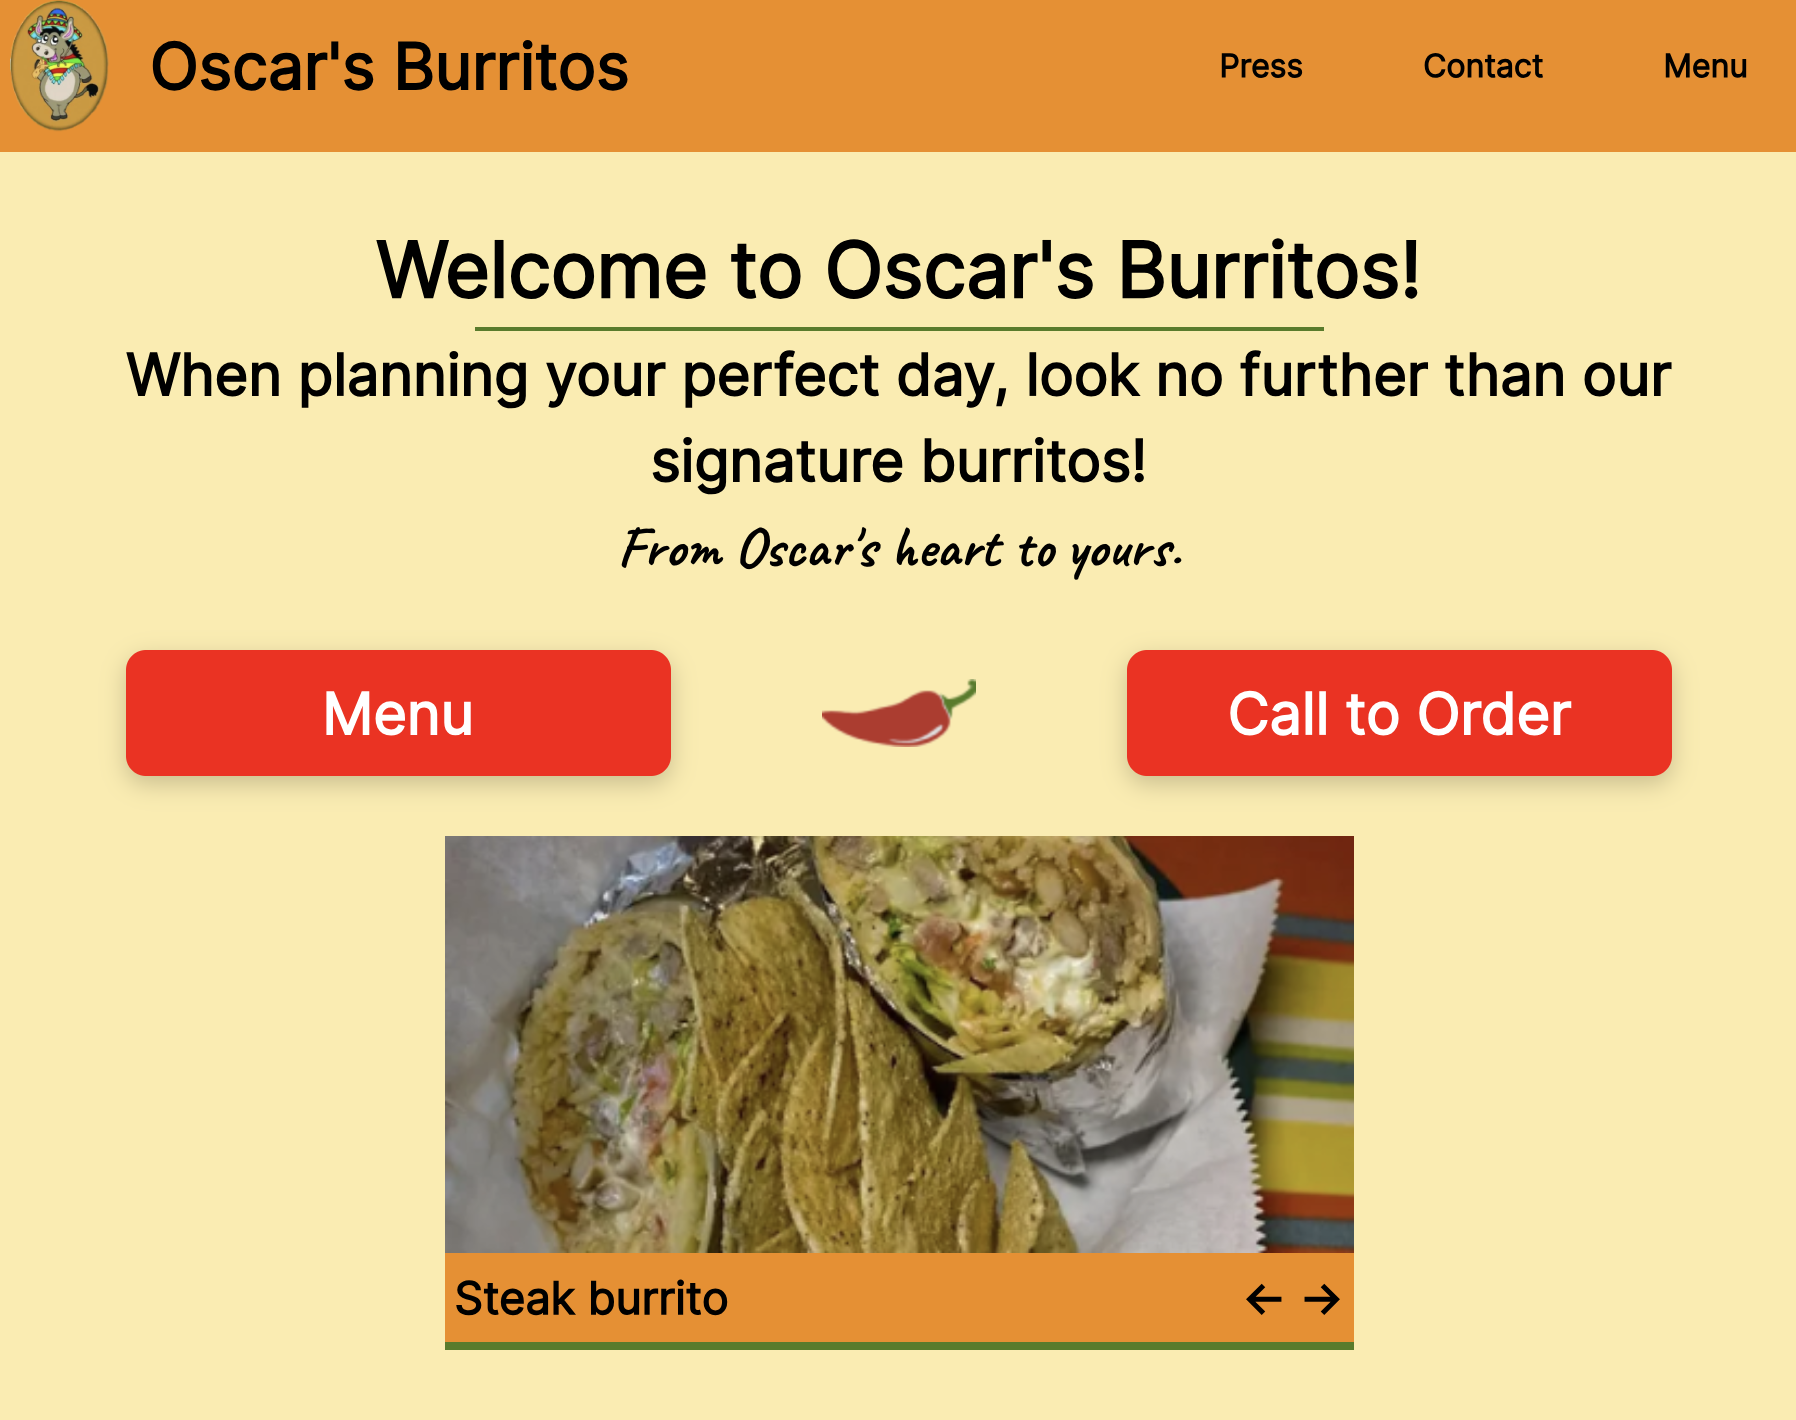 Oscar's Burritos
Press
Contact
Menu
Welcome to Oscar's Burritos!
When planning your perfect day, look no further than our
signature burritos!
From Oscar's heart to yours.
Menu
Call to Order
Steak burrito